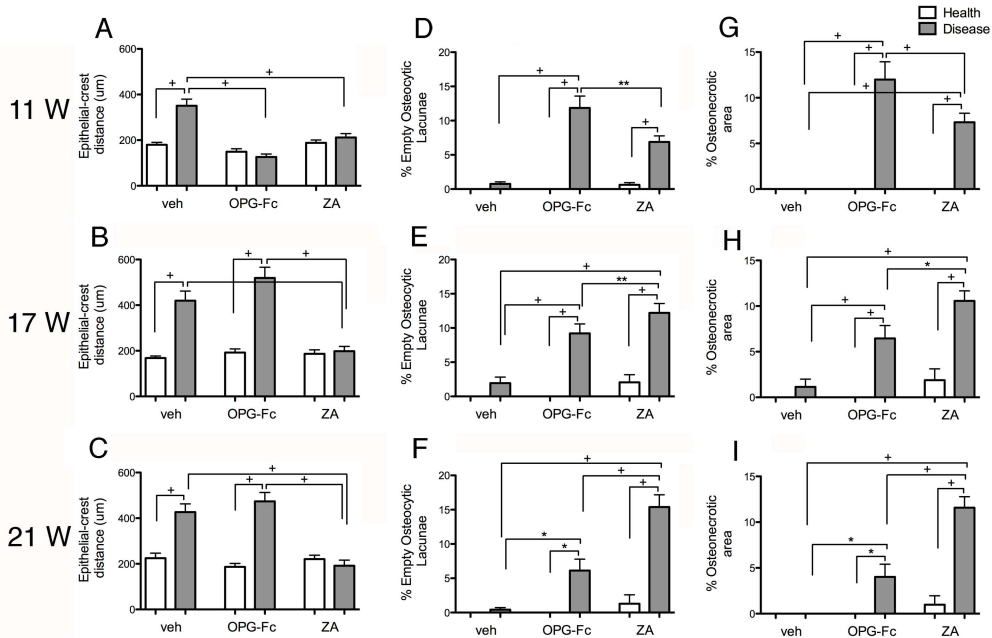 Health
Disease
11 W
A
Epithelial-crest
distance (um)
600
400
200
0
+
+
+
veh
OPG-Fc
ZA
D
% Empty Osteocytic
Lacunae
20
15
10
5
0
+
+
**
+
veh
OPG-Fc
ZA
G
% Osteonecrotic
area
15
10
5
0
+
+
+
+
+
veh
OPG-Fc
ZA
17 W
B
Epithelial-crest
distance (um)
600
400
200
0
+
+
+
veh
OPG-Fc
ZA
E
% Empty Osteocytic
Lacunae
20
15
10
5
0
+
**
+
+
+
veh
OPG-Fc
ZA
H
% Osteonecrotic
area
15
10
5
0
+
*
+
+
+
veh
OPG-Fc
ZA
21 W
C
Epithelial-crest
distance (um)
600
400
200
0
+
+
+
+
veh
OPG-Fc
ZA
F
% Empty Osteocytic
Lacunae
20
15
10
5
0
+
+
+
*
*
veh
OPG-Fc
ZA
I
% Osteonecrotic
area
15
10
5
0
+
+
+
*
*
veh
OPG-Fc
ZA